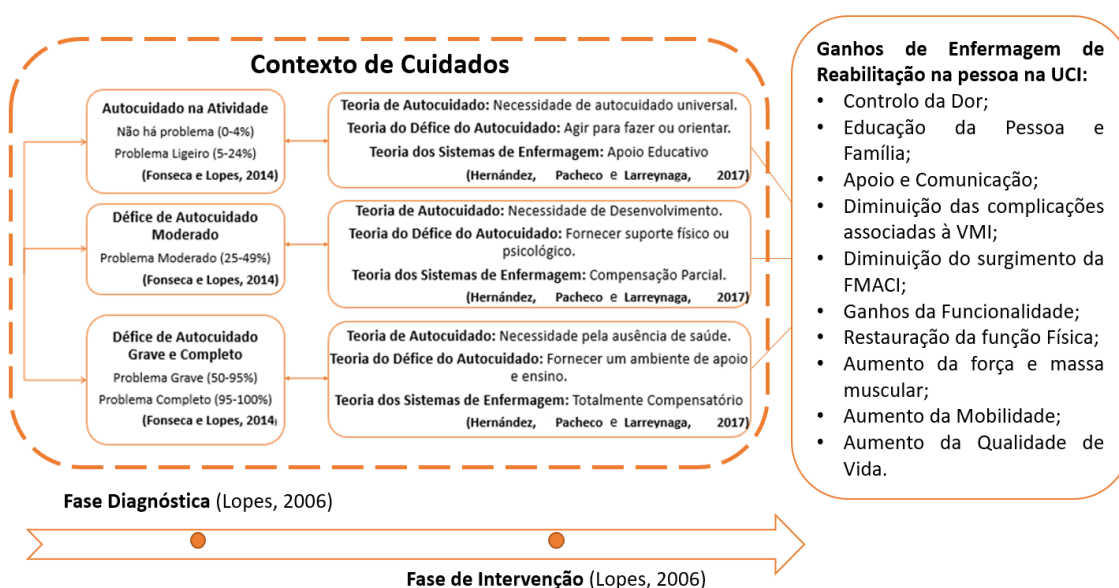 Contexto de Cuidados
Autocuidado na Atividade
Não há problema (0-4%)
Problema Ligeiro (5-24%)
(Fonseca e Lopes, 2014)
Teoria de Autocuidado: Necessidade de autocuidado universal.
Teoria do Défice do Autocuidado: Agir para fazer ou orientar.
Teoria dos Sistemas de Enfermagem: Apoio Educativo
(Hernández, Pacheco e Larreynaga, 2017)
Défice de Autocuidado
Moderado
Problema Moderado (25-49%)
(Fonseca e Lopes, 2014)
Teoria de Autocuidado: Necessidade de Desenvolvimento.
Teoria do Défice do Autocuidado: Fornecer suporte físico ou
psicológico.
Teoria dos Sistemas de Enfermagem: Compensação Parcial.
(Hernández, Pacheco e Larreynaga, 2017)
Défice de Autocuidado
Grave e Completo
Problema Grave (50-95%)
Problema Completo (95-100%)
(Fonseca e Lopes, 2014)
Teoria de Autocuidado: Necessidade pela ausência de saúde.
Teoria do Défice do Autocuidado: Fornecer um ambiente de apoio
e ensino.
Teoria dos Sistemas de Enfermagem: Totalmente Compensatório
(Hernández, Pacheco e Larreynaga, 2017)
Ganhos de Enfermagem de
Reabilitação na pessoa na UCI:
• Controlo da Dor;
• Educação da Pessoa e
Família;
• Apoio e Comunicação;
• Diminuição das complicações
associadas à VMI;
• Diminuição do surgimento da
FMACI;
• Ganhos da Funcionalidade;
• Restauração da função Física;
• Aumento da força e massa
muscular;
• Aumento da Mobilidade;
• Aumento da Qualidade de
Vida.
Fase Diagnóstica (Lopes, 2006)
Fase de Intervenção (Lopes, 2006)